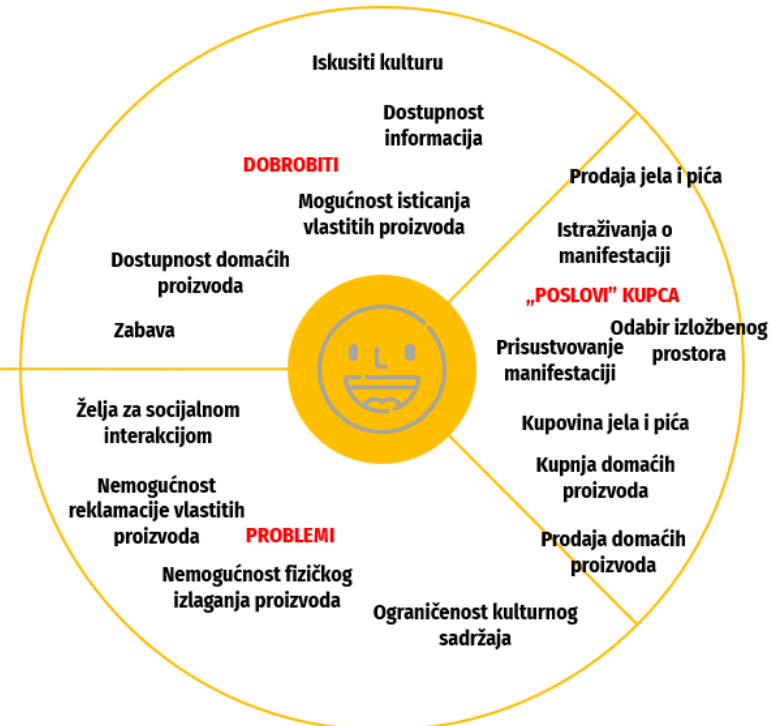 Iskusiti kulturu
Dostupnost
informacija
DOBROBITI
Mogućnost isticanja
vlastitih proizvoda
Dostupnost domaćih
proizvoda
Zabava
Prodaja jela i pića
Istraživanja o
manifestaciji
„POSLOVI” KUPCA
Odabir izložbenog
prostora
Prisustvovanje
manifestaciji
Kupovina jela i pića
Kupnja domaćih
proizvoda
Prodaja domaćih
proizvoda
Želja za socijalnom
interakcijom
Nemogućnost
reklamacije vlastitih
proizvoda
PROBLEMI
Nemogućnost fizičkog
izlaganja proizvoda
Ograničenost kulturnog
sadržaja